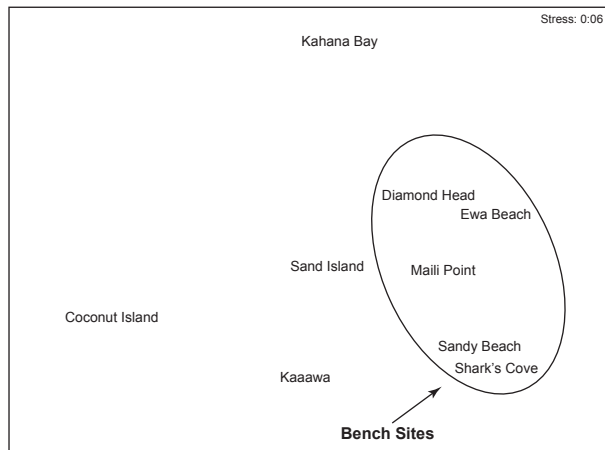 Stress: 0:06
Kahana Bay
Diamond Head
Ewa Beach
Sand Island
Maili Point
Coconut Island
Sandy Beach
Shark's Cove
Kaaawa
Bench Sites